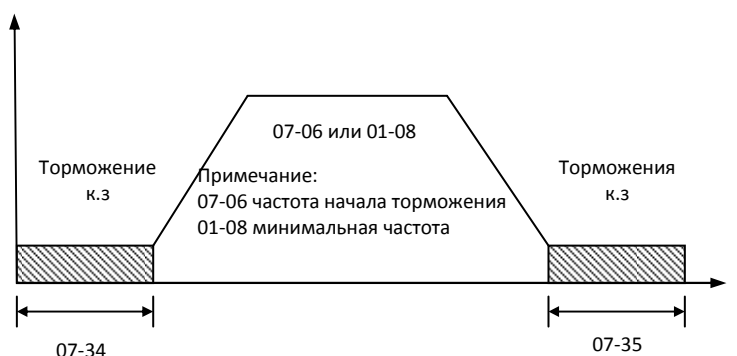 07-06 или 01-08
Торможение
к.з
Примечание:
07-06 частота начала торможения
01-08 минимальная частота
Торможения
к.з
07-34
07-35